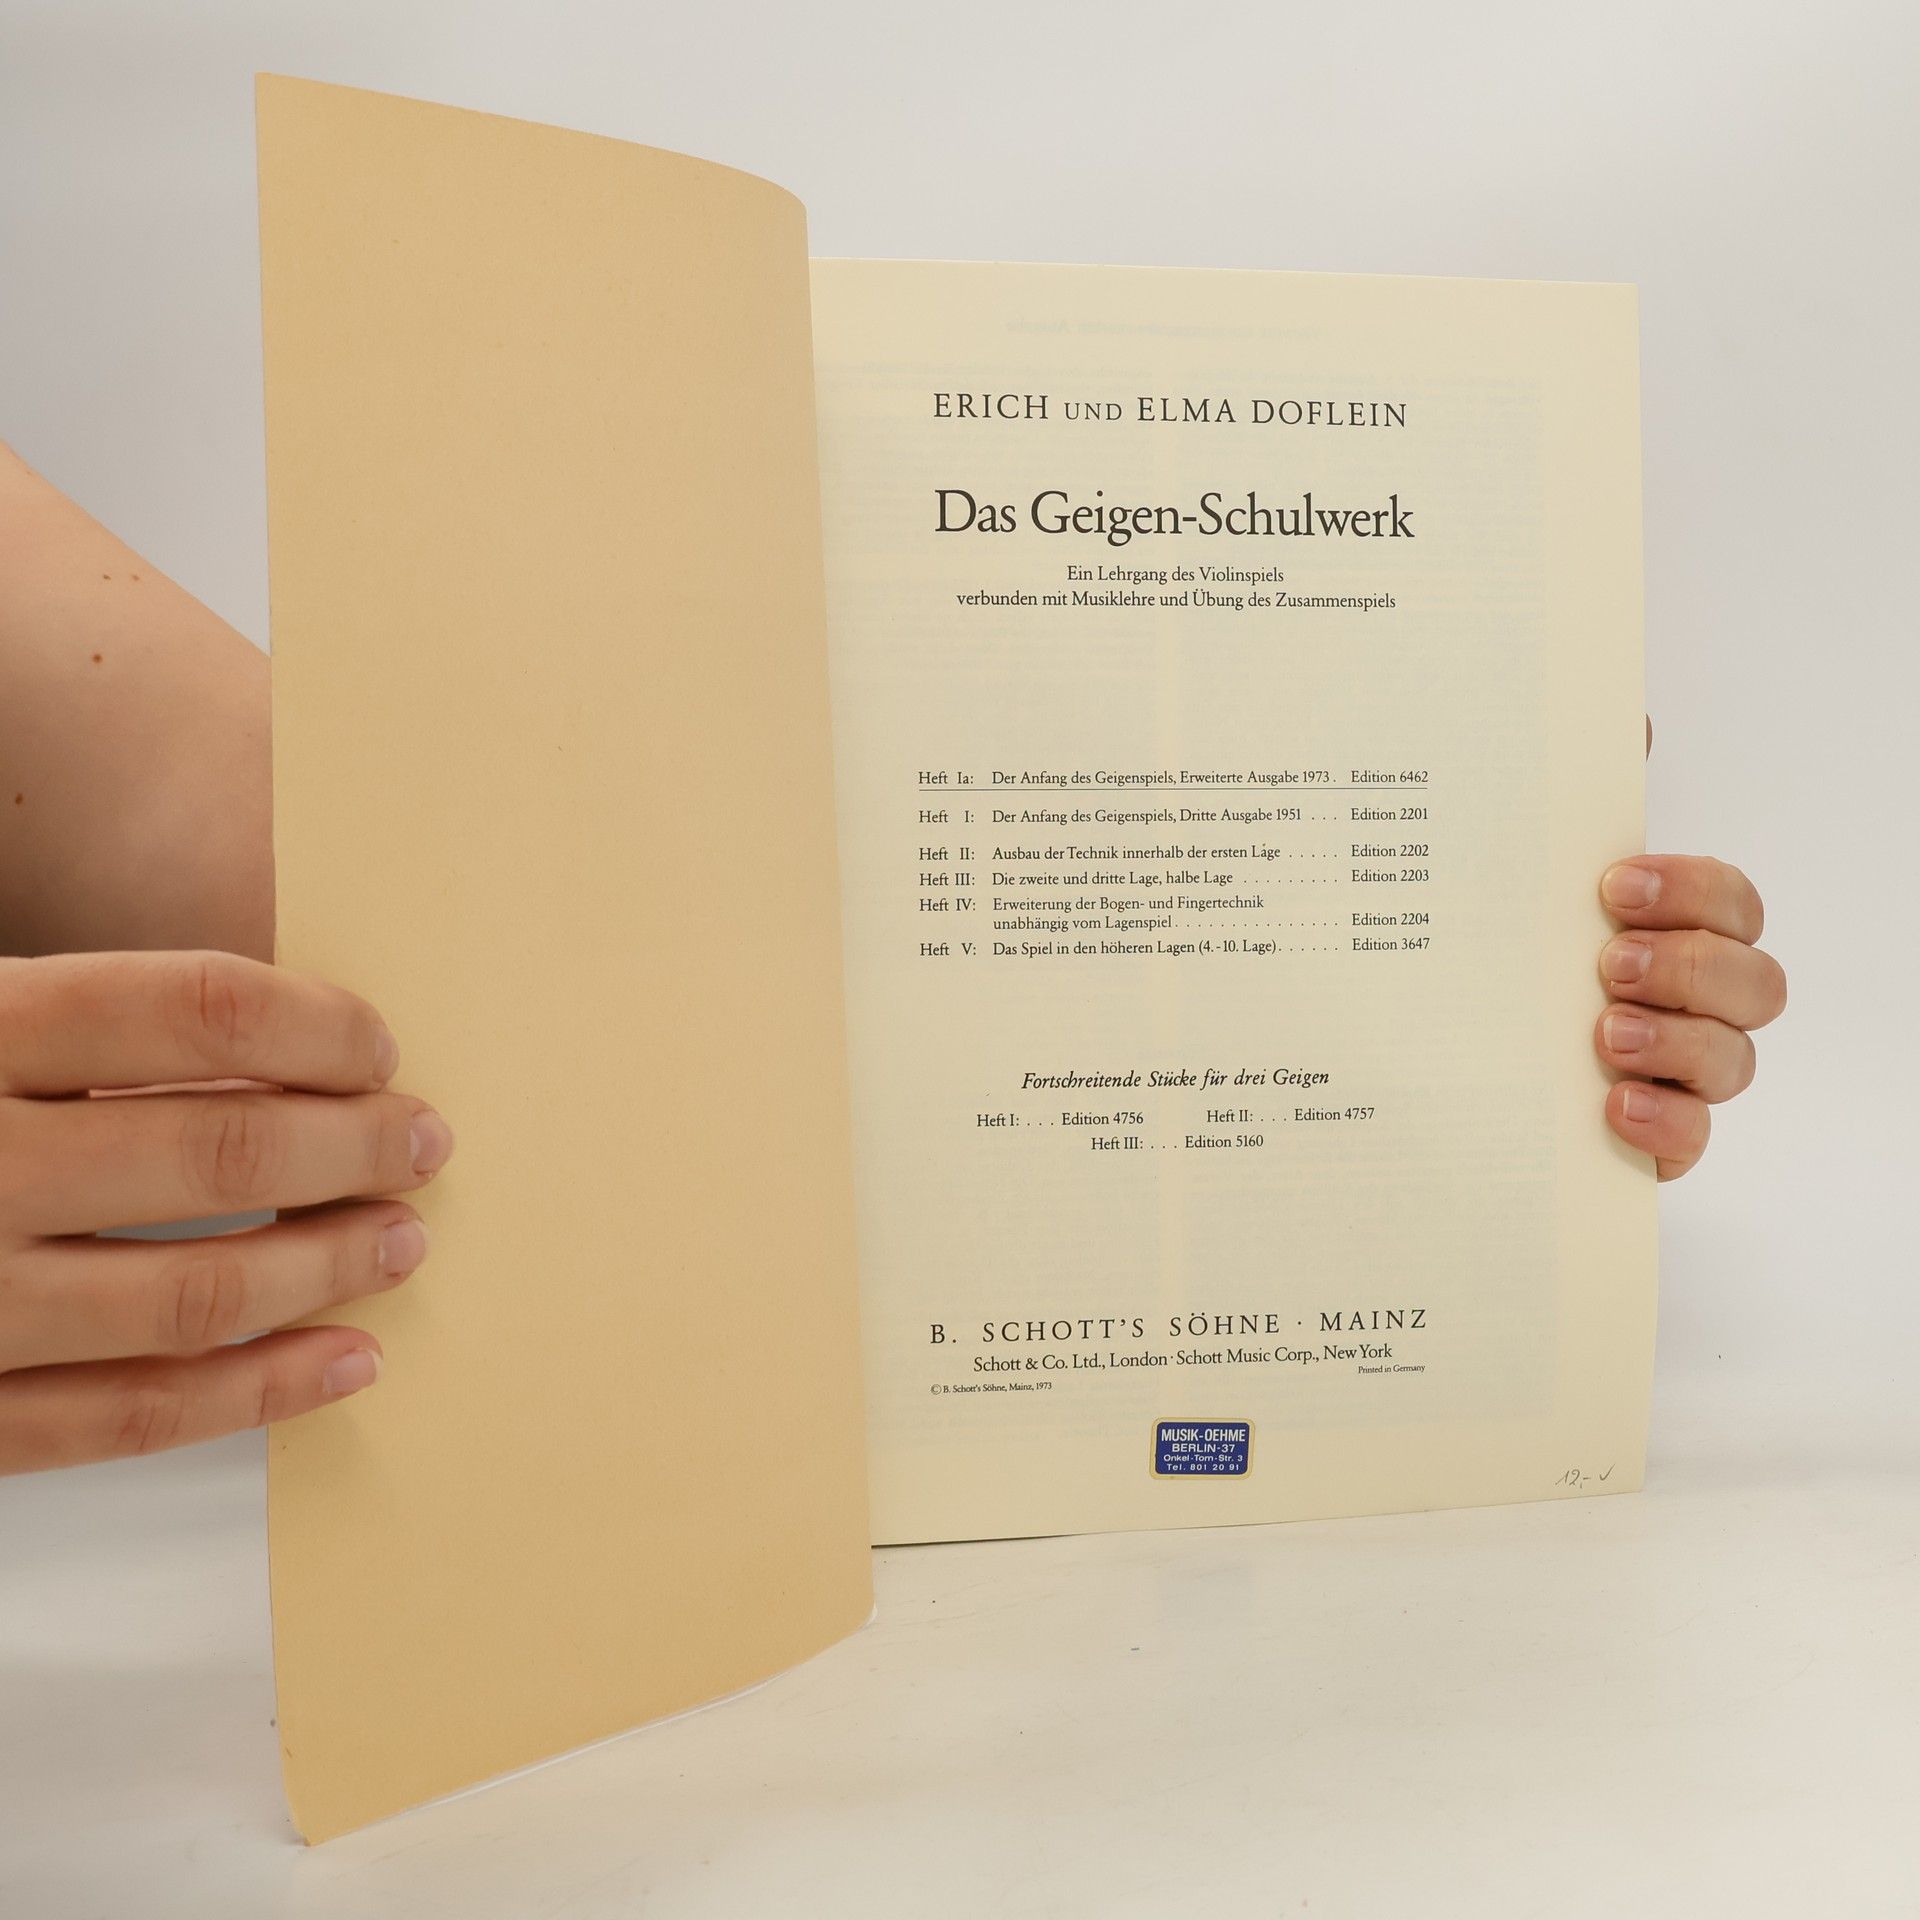 ERICH UND ELMA DOFLEIN
Das Geigen-Schulwerk
Ein Lehrgang des Violinspiels
verbunden mit Musiklehre und Übung des Zusammenspiels
Heft Ia: Der Anfang des Geigenspiels, Erweiterte Ausgabe 1973 . Edition 6462
Heft I: Der Anfang des Geigenspiels, Dritte Ausgabe 1951 . . . Edition 2201
Heft II: Ausbau der Technik innerhalb der ersten Lage . . . . . Edition 2202
Heft III: Die zweite und dritte Lage, halbe Lage . . . . . . . . . Edition 2203
Heft IV: Erweiterung der Bogen- und Fingertechnik
unabhängig vom Lagenspiel . . . . . . . . . . . . . . Edition 2204
Heft V: Das Spiel in den höheren Lagen (4.-10. Lage) . . . . . . Edition 3647
Fortschreitende Stücke für drei Geigen
Heft I: . . . Edition 4756 Heft II: . . . Edition 4757
Heft III: . . . Edition 5160
B. SCHOTT'S SÖHNE · MAINZ
Schott & Co. Ltd., London · Schott Music Corp., New York
Printed in Germany
© B. Schott's Söhne, Mainz, 1973
MUSIK-OEHME
BERLIN-37
Onkel-Tom-Str. 3
Tel. 801 20 91
12,- ✓